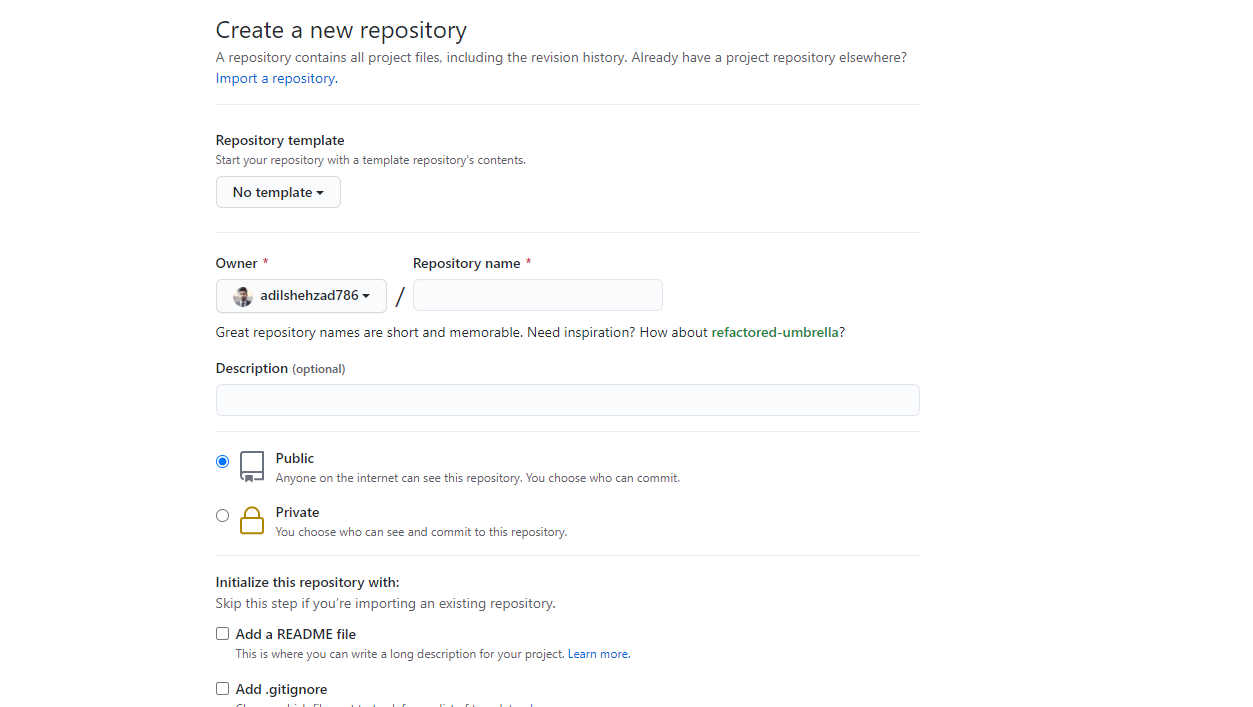 Create a new repository
A repository contains all project files, including the revision history. Already have a project repository elsewhere?
Import a repository.
Repository template
Start your repository with a template repository's contents.
No template
Owner *
Repository name *
adilshehzad786
/
Great repository names are short and memorable. Need inspiration? How about refactored-umbrella?
Description (optional)
Public
Anyone on the internet can see this repository. You choose who can commit.
Private
You choose who can see and commit to this repository.
Initialize this repository with:
Skip this step if you're importing an existing repository.
Add a README file
This is where you can write a long description for your project. Learn more.
Add .gitignore